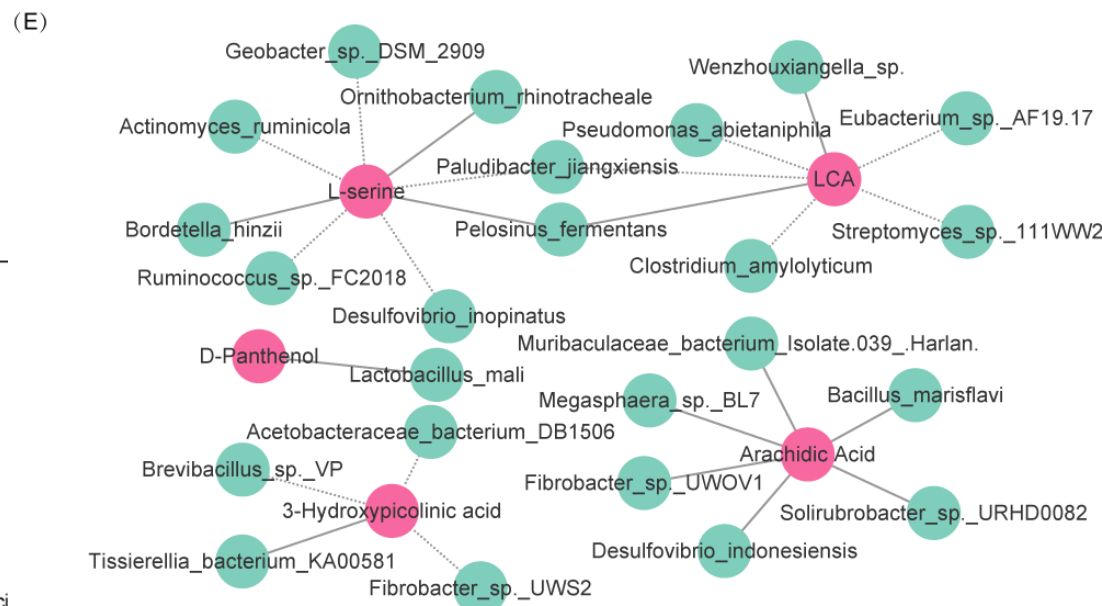 (E)
Geobacter_sp._DSM_2909
Wenzhouxiangella_sp.
Ornithobacterium_rhinotracheale
Eubacterium_sp._AF19.17
Actinomyces_ruminicola
Pseudomonas_abietaniphila
Paludibacter_jiangxiensis
LCA
L-serine
Bordetella_hinzii
Pelosinus_fermentans
Streptomyces_sp._111WW2
Clostridium_amylolyticum
Ruminococcus_sp._FC2018
Desulfovibrio_inopinatus
Muribaculaceae_bacterium_Isolate.039_.Harlan.
D-Panthenol
Lactobacillus_mali
Bacillus_marisflavi
Megasphaera_sp._BL7
Acetobacteraceae_bacterium_DB1506
Arachidic Acid
Brevibacillus_sp._VP
Fibrobacter_sp._UWOV1
3-Hydroxypicolinic acid
Solirubrobacter_sp._URHD0082
Desulfovibrio_indonesiensis
Tissierellia_bacterium_KA00581
Fibrobacter_sp._UWS2
ci